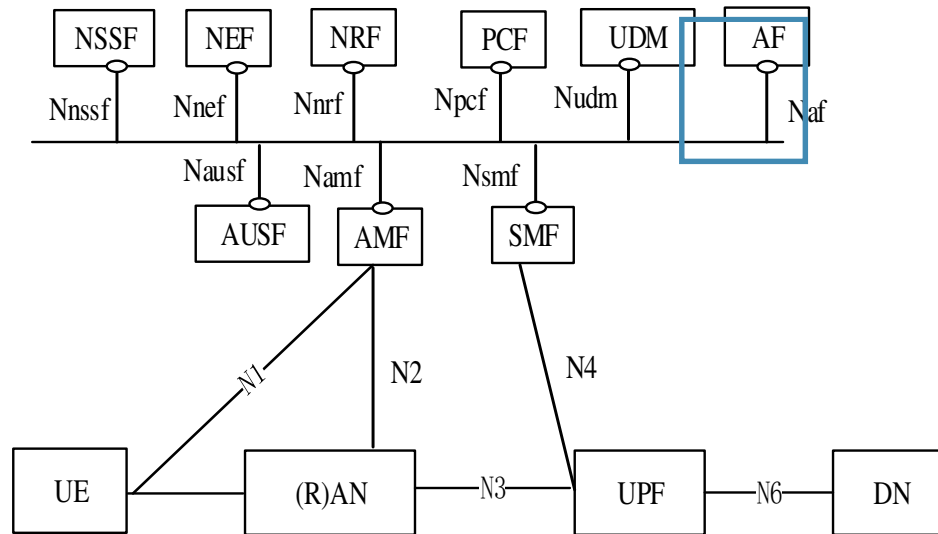 NSSF NEF NRF PCF UDM AF
Nnssf Nnef Nnrf Npcf Nudm Naf
Nausf Namf Nsmf
AUSF AMF SMF
N1 N2 N4
UE (R)AN N3 UPF N6 DN